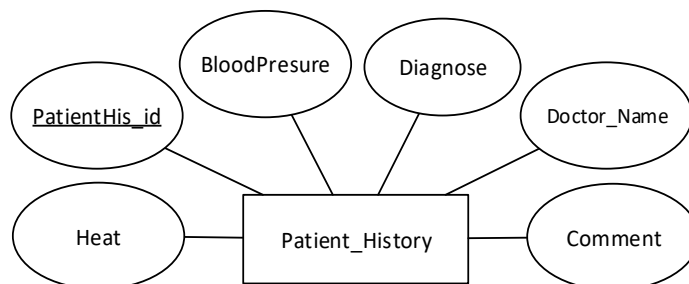 BloodPresure
Diagnose
PatientHis_id
Doctor_Name
Heat
Patient_History
Comment